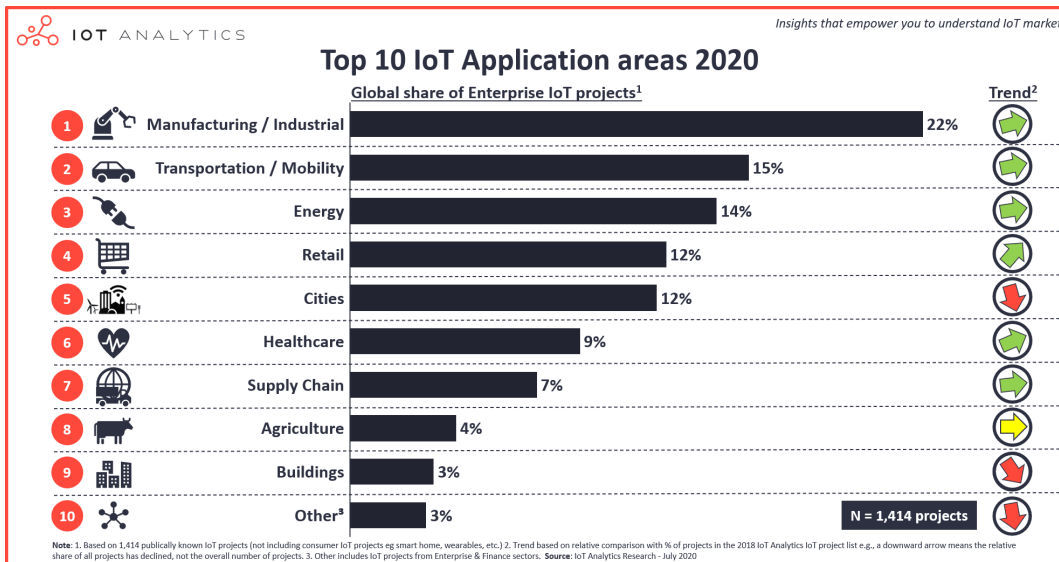 IOT ANALYTICS
Insights that empower you to understand IoT market
Top 10 IoT Application areas 2020
Global share of Enterprise IoT projects¹
Trend²
1 Manufacturing / Industrial 22%
2 Transportation / Mobility 15%
3 Energy 14%
4 Retail 12%
5 Cities 12%
6 Healthcare 9%
7 Supply Chain 7%
8 Agriculture 4%
9 Buildings 3%
10 Other³ 3%
N = 1,414 projects
Note: 1. Based on 1,414 publically known IoT projects (not including consumer IoT projects eg smart home, wearables, etc.) 2. Trend based on relative comparison with % of projects in the 2018 IoT Analytics IoT project list e.g., a downward arrow means the relative
share of all projects has declined, not the overall number of projects. 3. Other includes IoT projects from Enterprise & Finance sectors. Source: IoT Analytics Research - July 2020